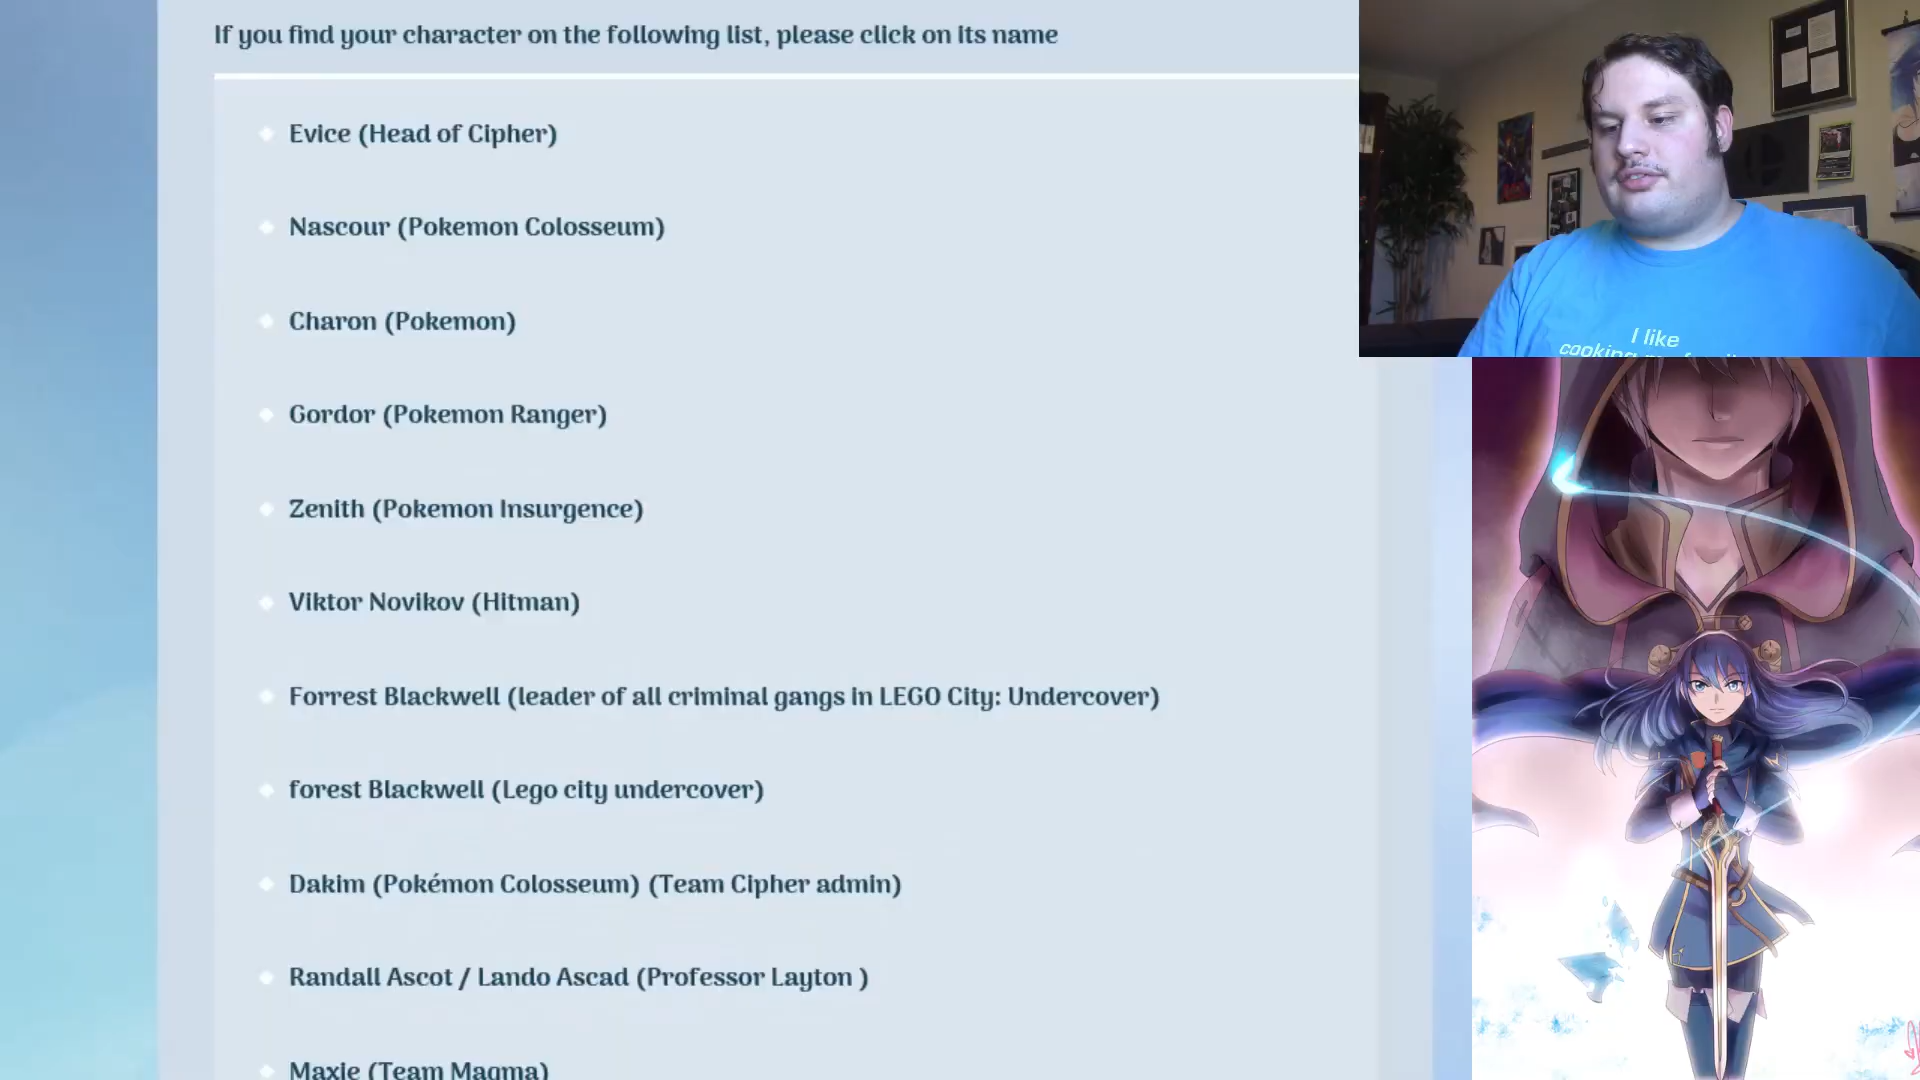 If you find your character on the following list, please click on its name
Evice (Head of Cipher)
Nascour (Pokemon Colosseum)
Charon (Pokemon)
Gordor (Pokemon Ranger)
Zenith (Pokemon Insurgence)
Viktor Novikov (Hitman)
Forrest Blackwell (leader of all criminal gangs in LEGO City: Undercover)
forest Blackwell (Lego city undercover)
Dakim (Pokémon Colosseum) (Team Cipher admin)
Randall Ascot / Lando Ascad (Professor Layton )
Maxie (Team Magma)
I like
cooking